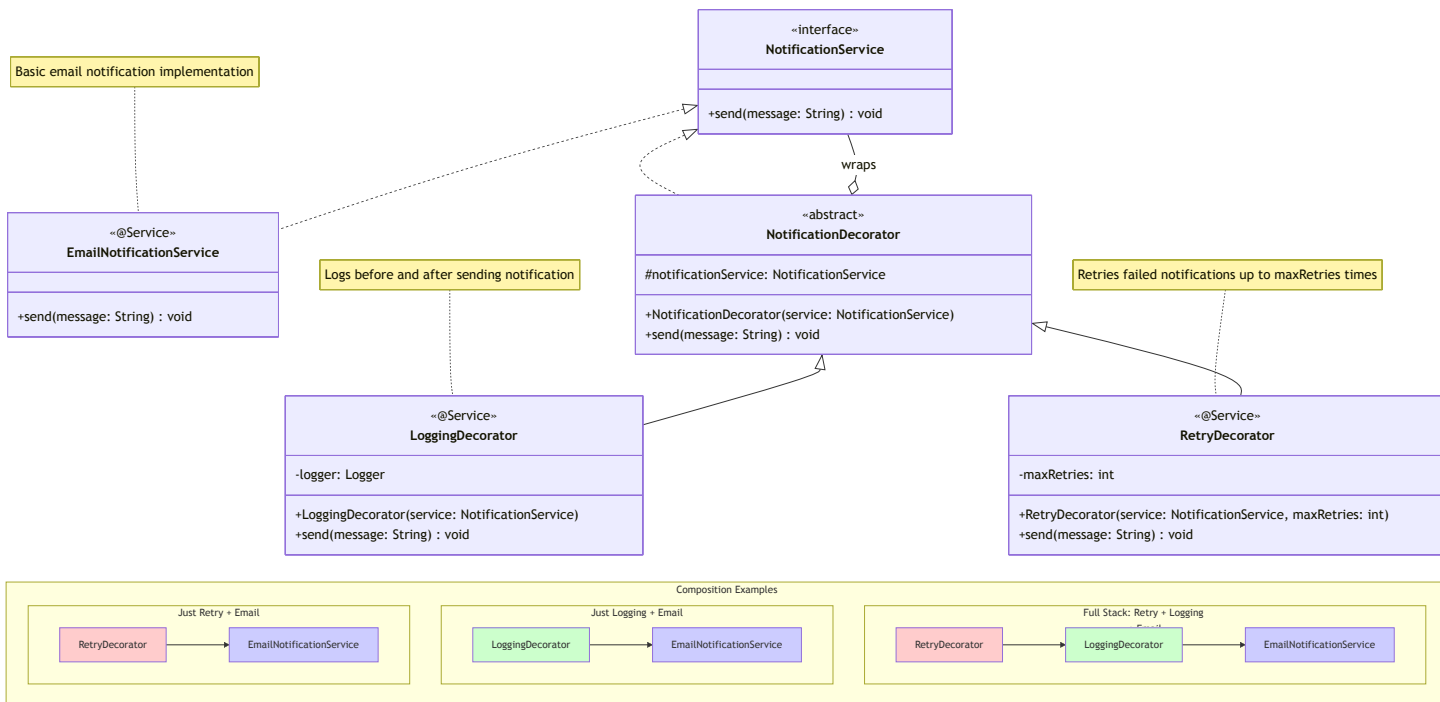 «interface»
NotificationService
+send(message: String) : void
Basic email notification implementation
wraps
«@Service»
EmailNotificationService
+send(message: String) : void
«abstract»
NotificationDecorator
#notificationService: NotificationService
+NotificationDecorator(service: NotificationService)
+send(message: String) : void
Logs before and after sending notification
Retries failed notifications up to maxRetries times
«@Service»
LoggingDecorator
-logger: Logger
+LoggingDecorator(service: NotificationService)
+send(message: String) : void
«@Service»
RetryDecorator
-maxRetries: int
+RetryDecorator(service: NotificationService, maxRetries: int)
+send(message: String) : void
Composition Examples
Just Retry + Email
RetryDecorator
EmailNotificationService
Just Logging + Email
LoggingDecorator
EmailNotificationService
Full Stack: Retry + Logging
RetryDecorator
LoggingDecorator
EmailNotificationService